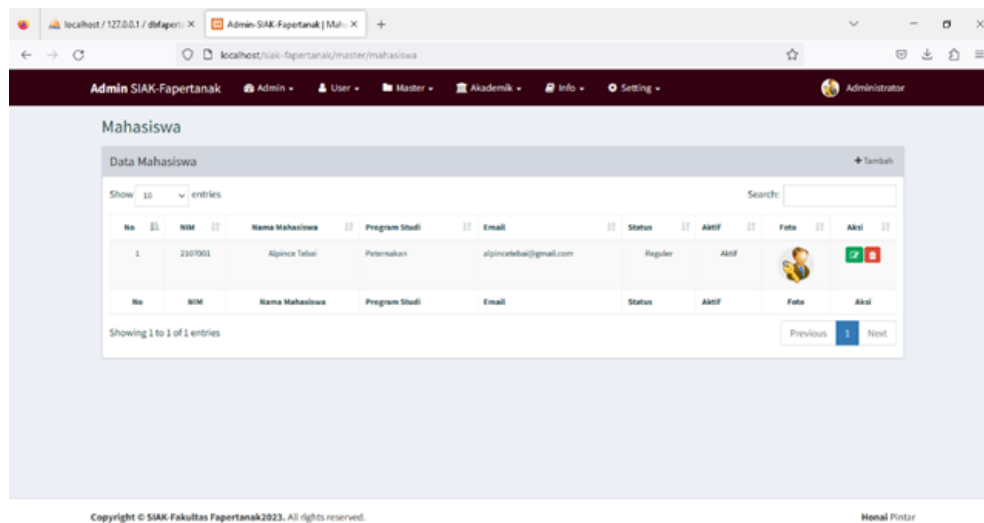 localhost / 127.0.0.1 / dbfapert
Admin-SIAK-Fapertanak | Mah
localhost/siak-fapertanak/master/mahasiswa
Admin SIAK-Fapertanak Admin User Master Akademik Info Setting Administrator
Mahasiswa
Data Mahasiswa Tambah
Show 10 entries Search:
No NIM Nama Mahasiswa Program Studi Email Status Aktif Foto Aksi
1 2107001 Alpince Tebai Peternakan alpincetebai@gmail.com Reguler Aktif
No NIM Nama Mahasiswa Program Studi Email Status Aktif Foto Aksi
Showing 1 to 1 of 1 entries Previous 1 Next
Copyright © SIAK-Fakultas Fapertanak2023. All rights reserved. Honai Pintar